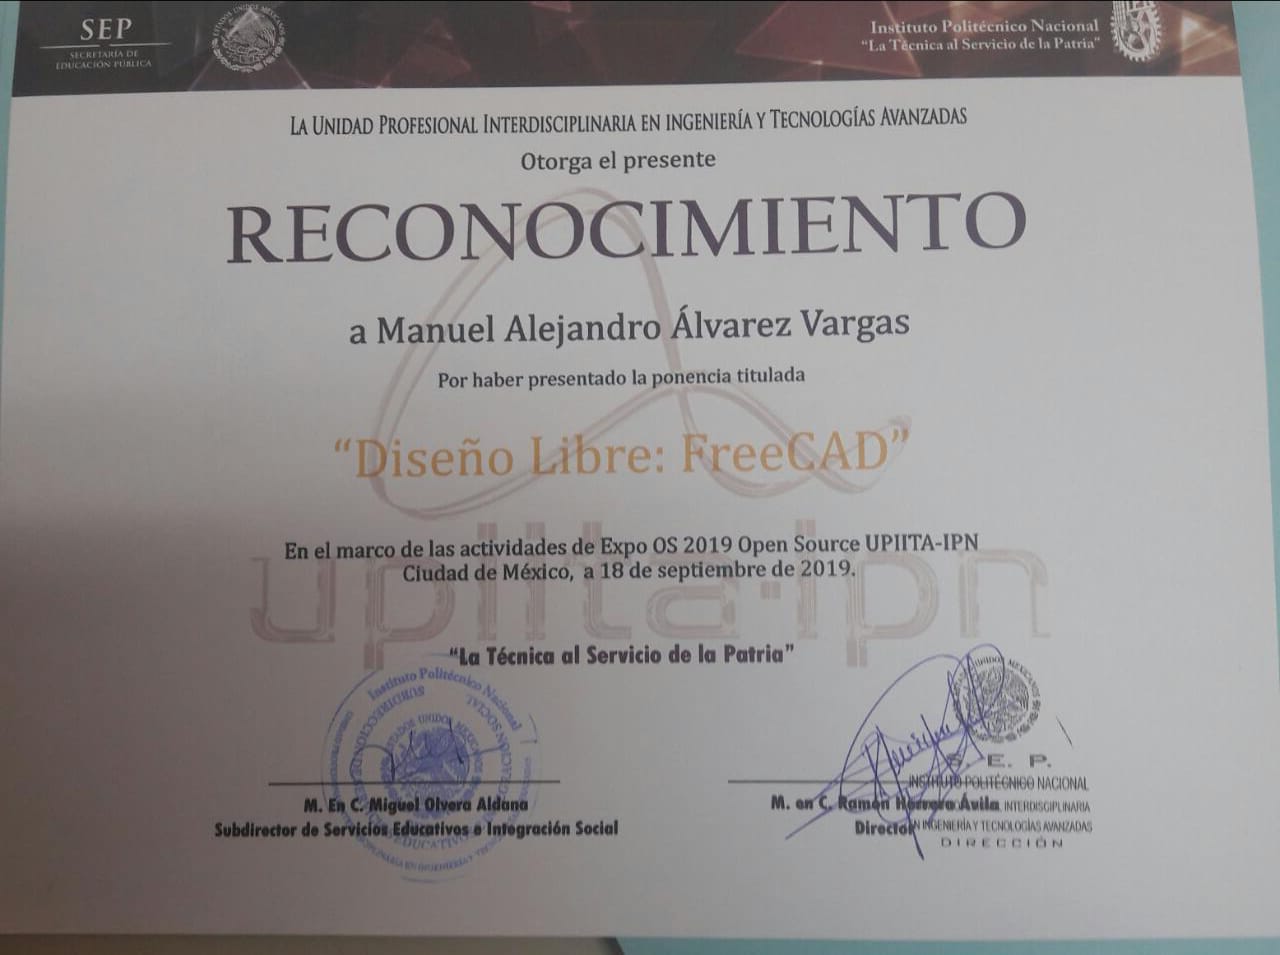 SEP
SECRETARÍA DE
EDUCACIÓN PÚBLICA
ESTADOS UNIDOS MEXICANOS
Instituto Politécnico Nacional
"La Técnica al Servicio de la Patria"
LA UNIDAD PROFESIONAL INTERDISCIPLINARIA EN INGENIERÍA Y TECNOLOGÍAS AVANZADAS
Otorga el presente
RECONOCIMIENTO
a Manuel Alejandro Álvarez Vargas
Por haber presentado la ponencia titulada
“Diseño Libre: FreeCAD”
En el marco de las actividades de Expo OS 2019 Open Source UPIITA-IPN
Ciudad de México, a 18 de septiembre de 2019.
upiita-ipn
“La Técnica al Servicio de la Patria”
Instituto Politécnico Nacional
SUBDIRECCIÓN
SOCIAL
UNIDOS MEXICANOS
S. E. P.
INSTITUTO POLITÉCNICO NACIONAL
M. En C. Miguel Olvera Aldana
M. en C. Ramón Herrera Ávila INTERDISCIPLINARIA
Subdirector de Servicios Educativos e Integración Social
Director
INGENIERÍA Y TECNOLOGÍAS AVANZADAS
DIRECCIÓN